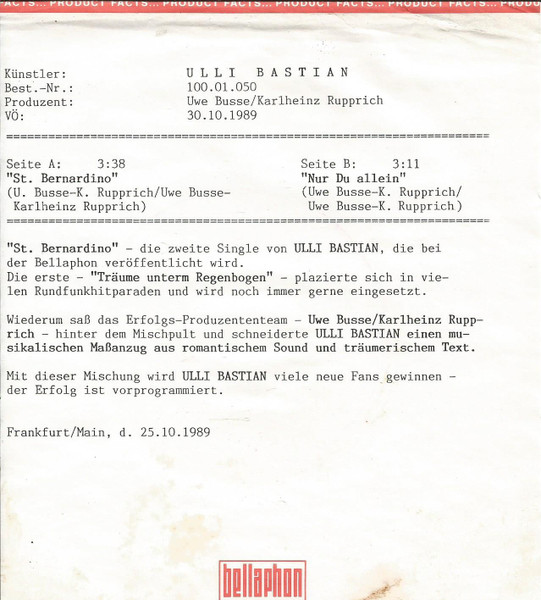 ACTS... PRODUCT FACTS... PRODUCT FACTS... PRODUCT FACTS... PRODUCT FACTS...
Künstler: ULLI BASTIAN
Best.-Nr.: 100.01.050
Produzent: Uwe Busse/Karlheinz Rupprich
VÖ: 30.10.1989
Seite A: 3:38 Seite B: 3:11
"St. Bernardino" "Nur Du allein"
(U. Busse-K. Rupprich/Uwe Busse- (Uwe Busse-K. Rupprich/
Karlheinz Rupprich) Uwe Busse-K. Rupprich)
"St. Bernardino" - die zweite Single von ULLI BASTIAN, die bei
der Bellaphon veröffentlicht wird.
Die erste - "Träume unterm Regenbogen" - plazierte sich in vie-
len Rundfunkhitparaden und wird noch immer gerne eingesetzt.
Wiederum saß das Erfolgs-Produzententeam - Uwe Busse/Karlheinz Rupp-
rich - hinter dem Mischpult und schneiderte ULLI BASTIAN einen mu-
sikalischen Maßanzug aus romantischem Sound und träumerischem Text.
Mit dieser Mischung wird ULLI BASTIAN viele neue Fans gewinnen -
der Erfolg ist vorprogrammiert.
Frankfurt/Main, d. 25.10.1989
bellaphon